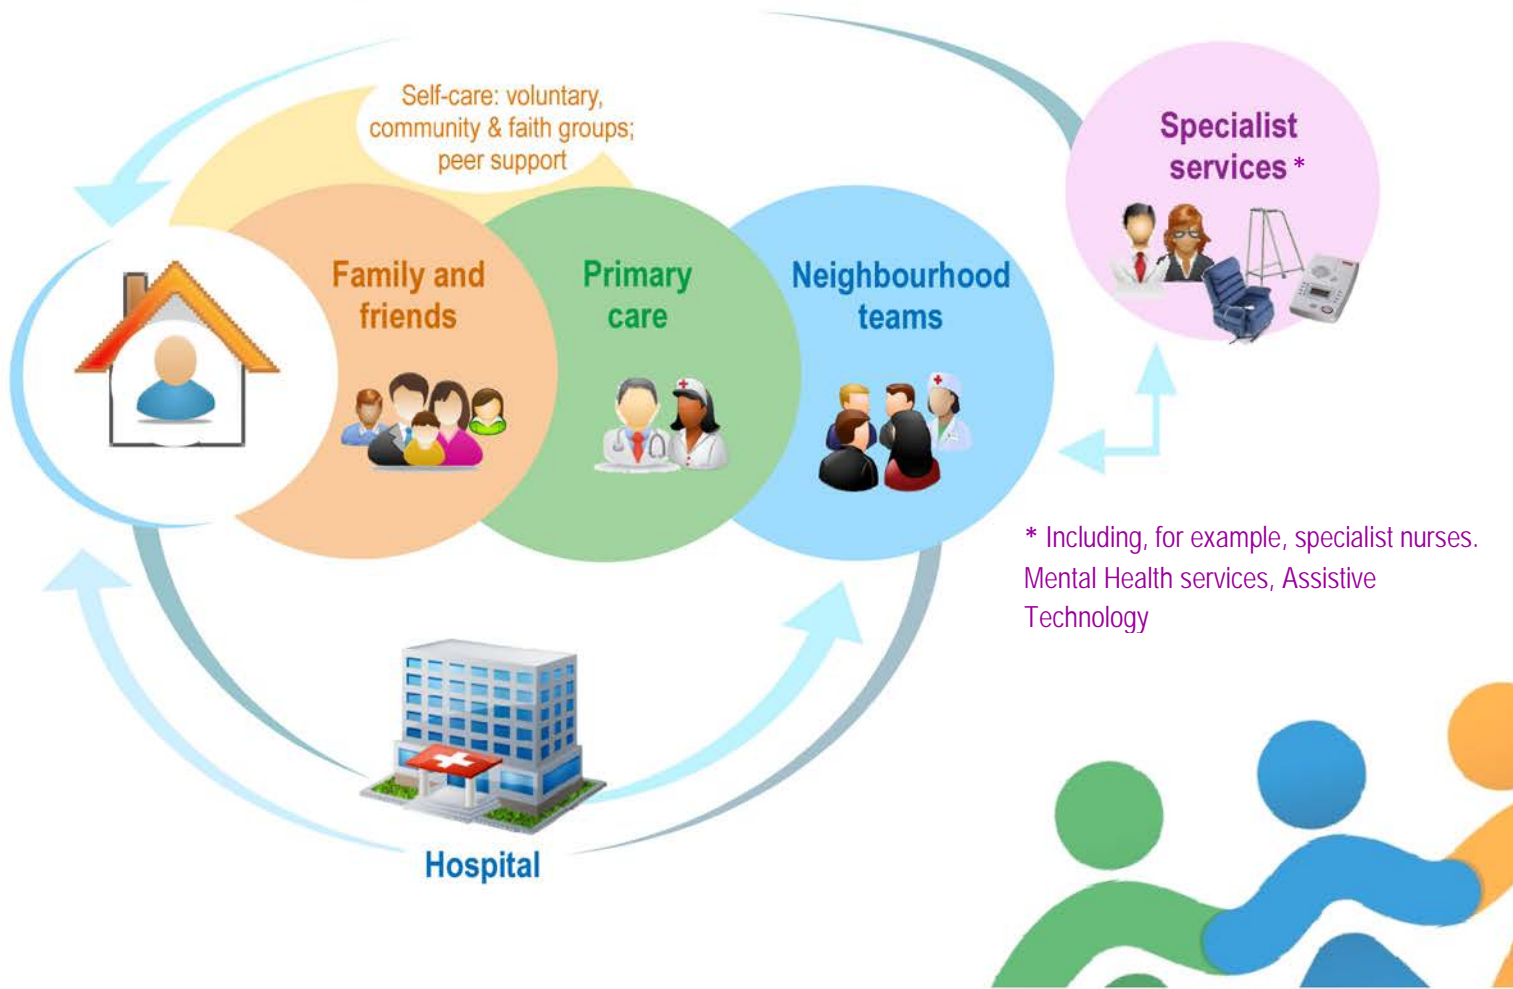 Self-care: voluntary,
community & faith groups;
peer support
Family and
friends
Primary
care
Neighbourhood
teams
Specialist
services *
* Including, for example, specialist nurses.
Mental Health services, Assistive
Technology
Hospital